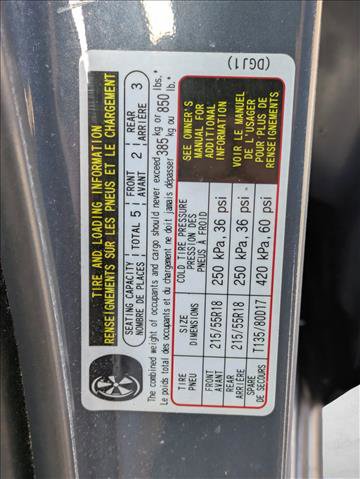 TIRE AND LOADING INFORMATION
RENSEIGNEMENTS SUR LES PNEUS ET LE CHARGEMENT
SEATING CAPACITY
NOMBRE DE PLACES
TOTAL 5
FRONT
AVANT 2
REAR
ARRIÈRE 3
The combined weight of occupants and cargo should never exceed 385 kg or 850 lbs.*
Le poids total des occupants et du chargement ne doit jamais dépasser 385 kg ou 850 lb.*
TIRE
PNEU
SIZE
DIMENSIONS
COLD TIRE PRESSURE
PRESSION DES
PNEUS À FROID
FRONT
AVANT
215/55R18
250 kPa, 36 psi
REAR
ARRIÈRE
215/55R18
250 kPa, 36 psi
SPARE
DE SECOURS
T135/80D17
420 kPa, 60 psi
SEE OWNER'S
MANUAL FOR
ADDITIONAL
INFORMATION
VOIR LE MANUEL
DE L'USAGER
POUR PLUS DE
RENSEIGNEMENTS
(DGJ1)